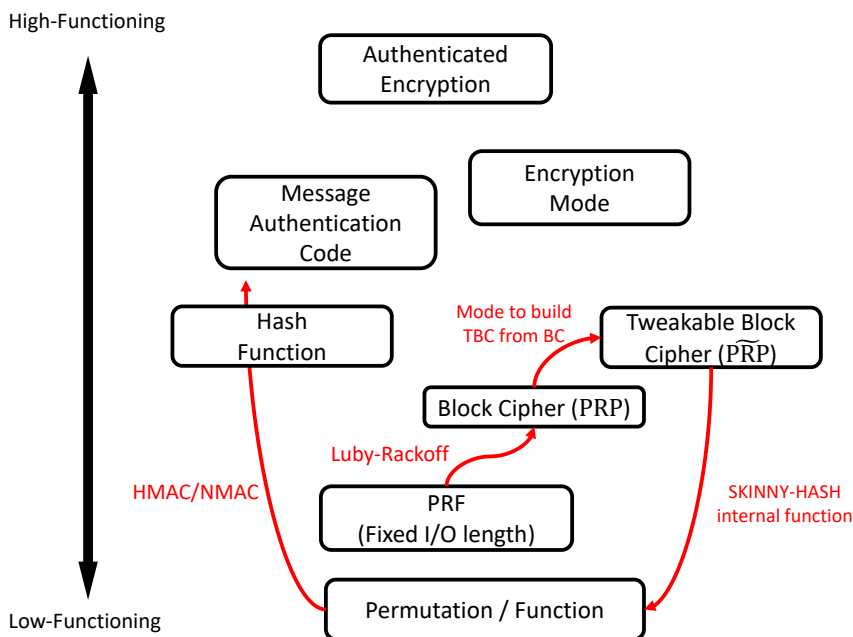 High-Functioning
Authenticated
Encryption
Encryption
Mode
Message
Authentication
Code
Mode to build
TBC from BC
Hash
Function
Tweakable Block
Cipher (P͠R͠P͠)
Block Cipher (PRP)
Luby-Rackoff
HMAC/NMAC
PRF
(Fixed I/O length)
SKINNY-HASH
internal function
Permutation / Function
Low-Functioning